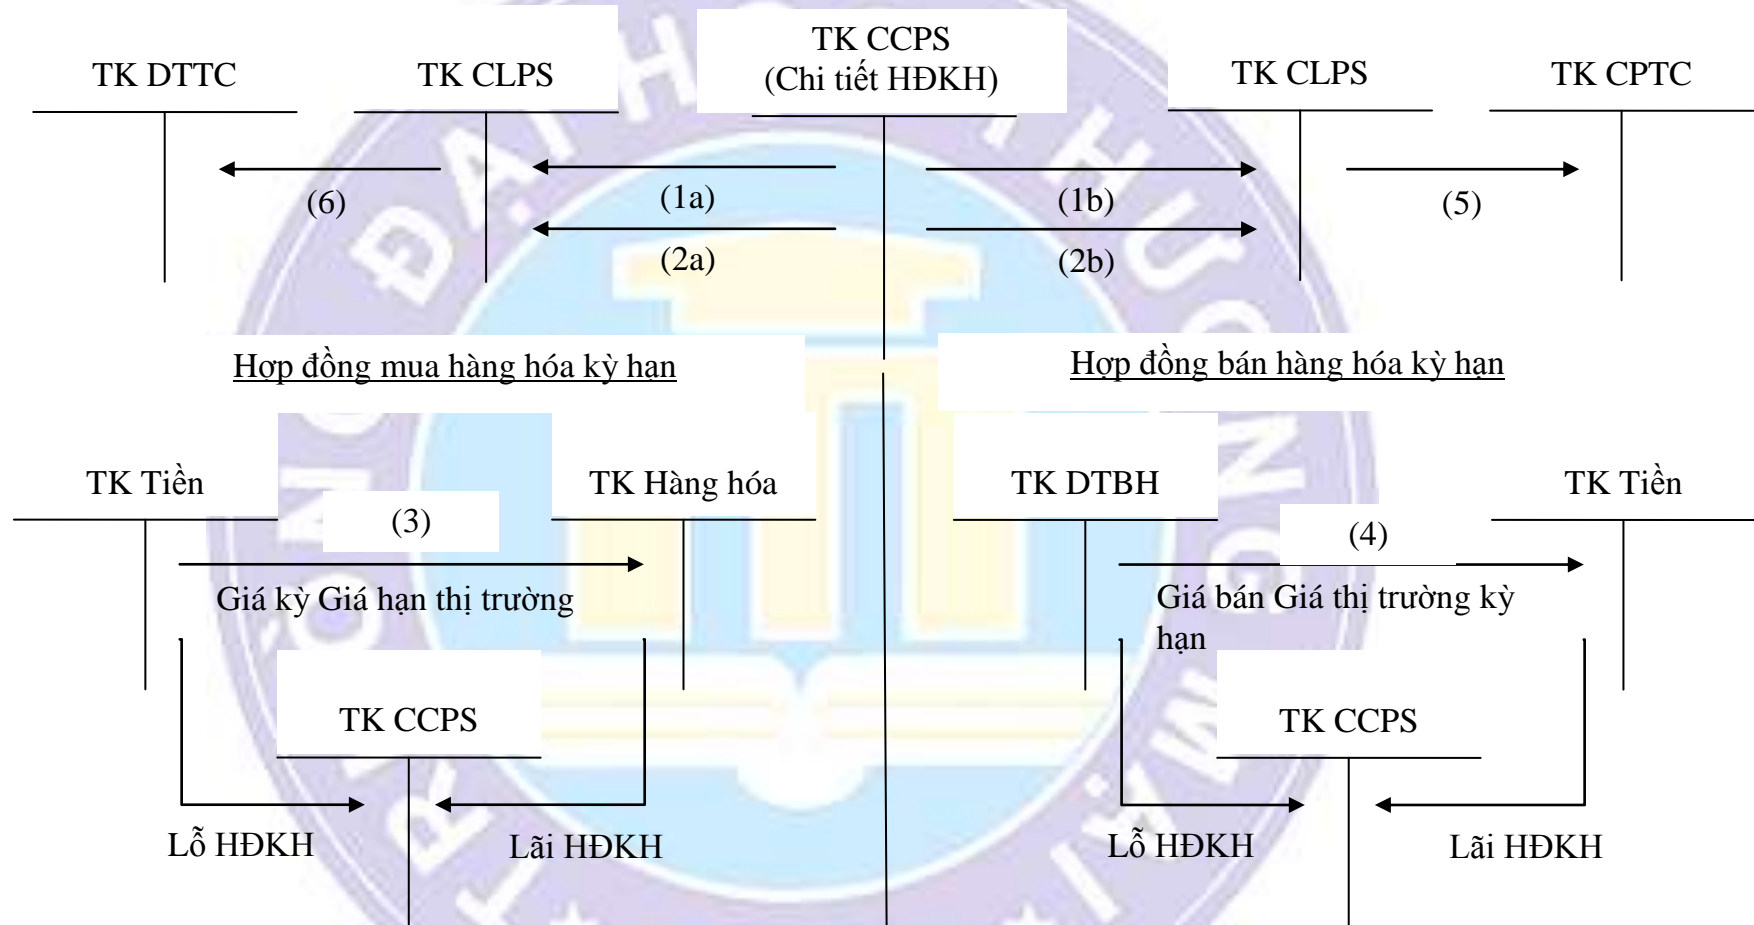 TK DTTC
TK CLPS
TK CCPS
(Chi tiết HĐKH)
TK CLPS
TK CPTC
(6)
(1a)
(1b)
(5)
(2a)
(2b)
Hợp đồng mua hàng hóa kỳ hạn
Hợp đồng bán hàng hóa kỳ hạn
TK Tiền
(3)
TK Hàng hóa
TK DTBH
(4)
TK Tiền
Giá kỳ Giá hạn thị trường
Giá bán Giá thị trường kỳ
hạn
TK CCPS
TK CCPS
Lỗ HĐKH
Lãi HĐKH
Lỗ HĐKH
Lãi HĐKH